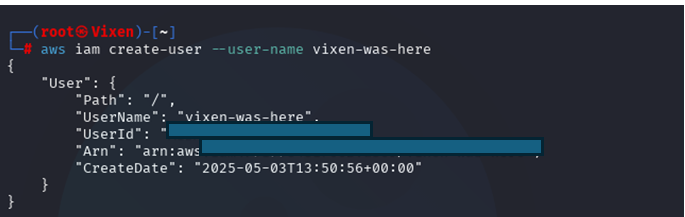 ┌──(root㉿Vixen)-[~]
└─# aws iam create-user --user-name vixen-was-here
{
    "User": {
        "Path": "/",
        "UserName": "vixen-was-here",
        "UserId": "
        "Arn": "arn:aws
        "CreateDate": "2025-05-03T13:50:56+00:00"
    }
}